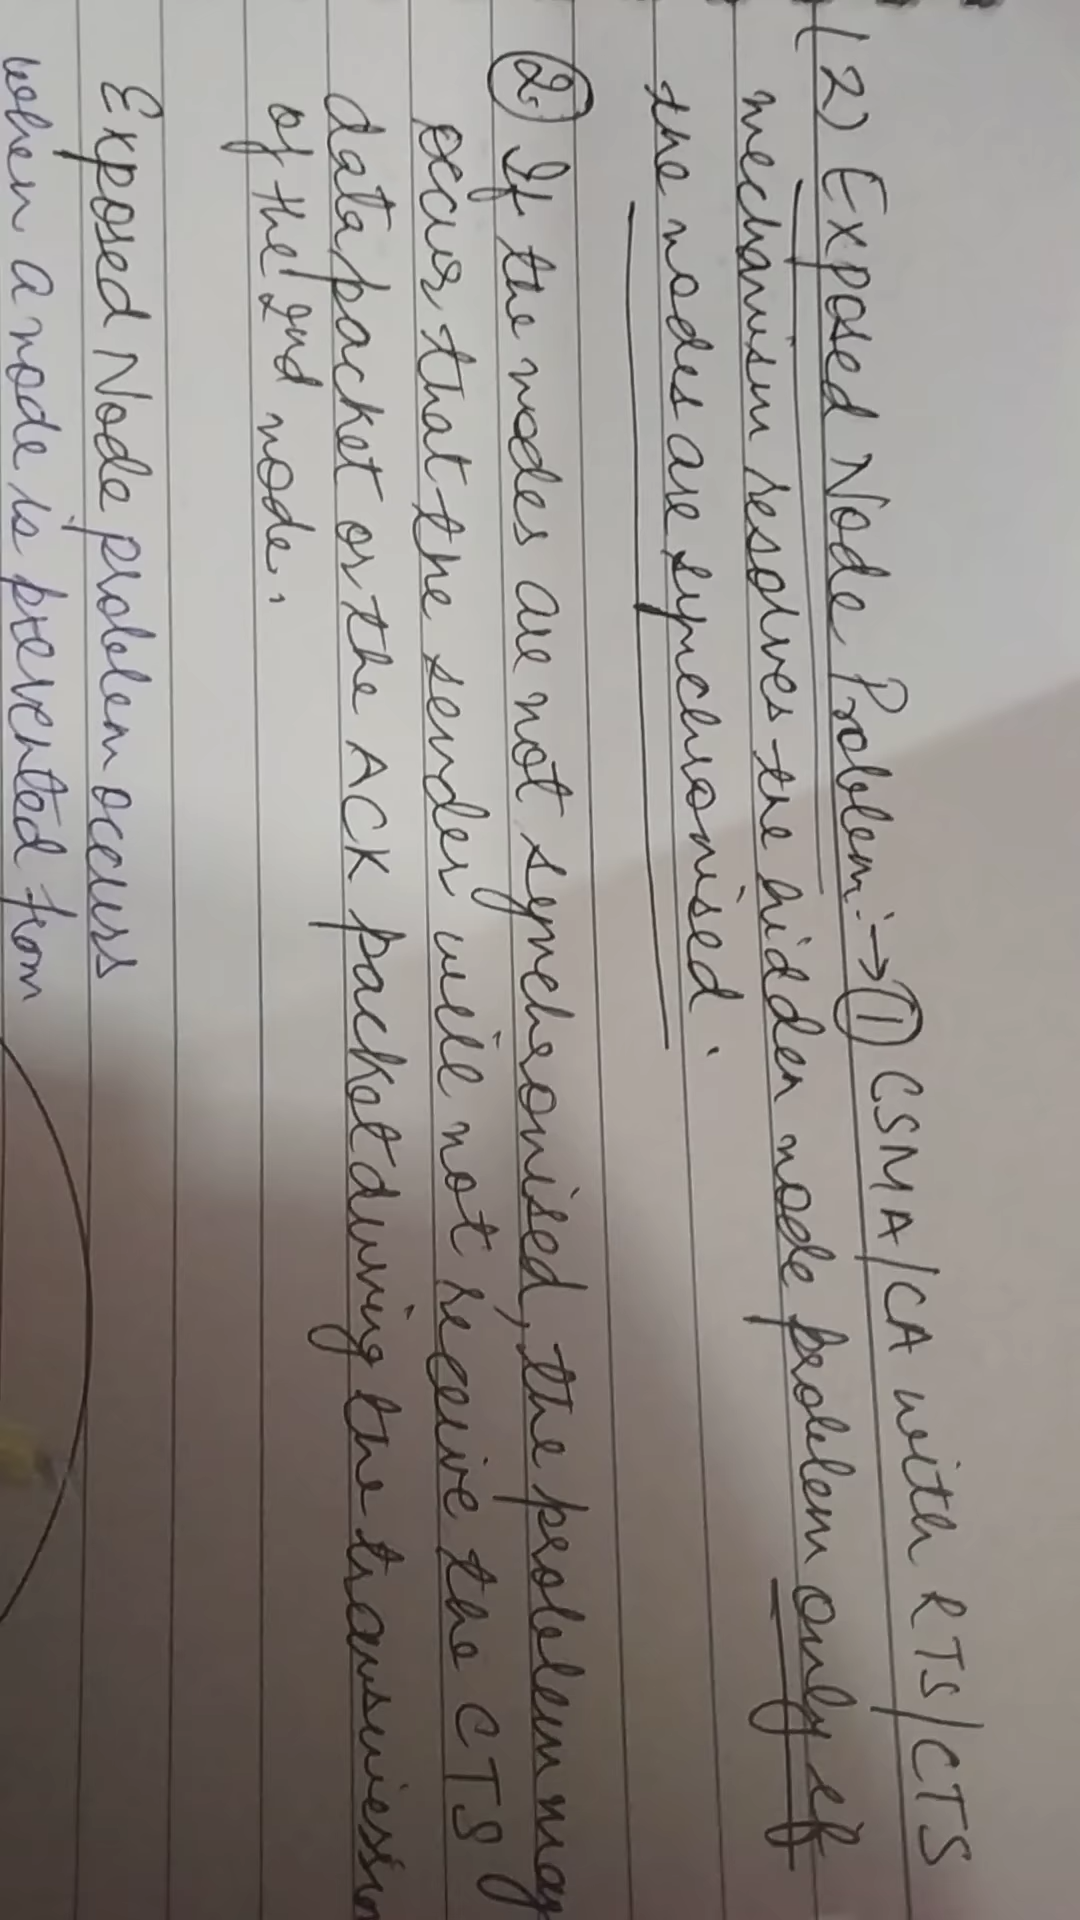 (2) Exposed Node Problem :→ ① CSMA/CA with RTS/CTS
mechanism resolves the hidden node problem only if
the nodes are synchronised.
② If the nodes are not synchronised, the problem may
occur that the sender will not receive the CTS
data packet or the ACK packet during the transmission
of the 2nd node.
Exposed Node problem occurs
when a node is prevented from